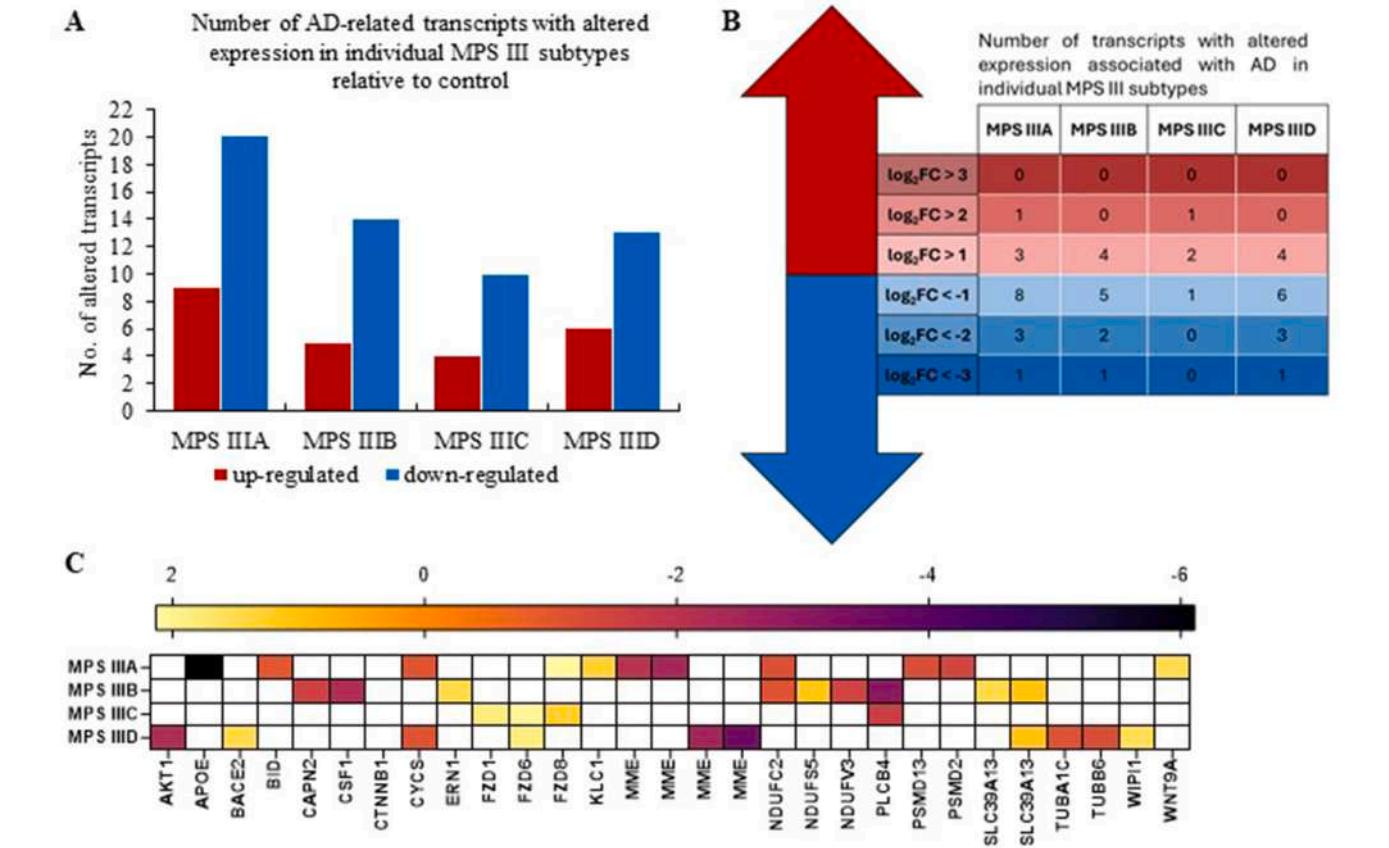 A
Number of AD-related transcripts with altered
expression in individual MPS III subtypes
relative to control
No. of altered transcripts
22
20
18
16
14
12
10
8
6
4
2
0
MPS IIIA MPS IIIB MPS IIIC MPS IIID
up-regulated down-regulated
B
Number of transcripts with altered
expression associated with AD in
individual MPS III subtypes
MPS IIIA MPS IIIB MPS IIIC MPS IIID
log₂FC > 3 0 0 0 0
log₂FC > 2 1 0 1 0
log₂FC > 1 3 4 2 4
log₂FC < -1 8 5 1 6
log₂FC < -2 3 2 0 3
log₂FC < -3 1 1 0 1
C
2 0 -2 -4 -6
MPS IIIA
MPS IIIB
MPS IIIC
MPS IIID
AKT1
APOE
BACE2
BID
CAPN2
CSF1
CTNNB1
CYCS
ERN1
FZD1
FZD6
FZD8
KLC1
MME
MME
MME
MME
NDUFC2
NDUFS5
NDUFV3
PLCB4
PSMD13
PSMD2
SLC39A13
SLC39A13
TUBA1C
TUBB6
WIPI1
WNT9A